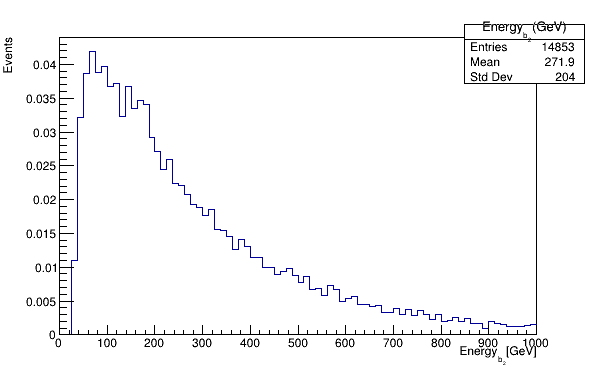 Energy_b_2(GeV)
Entries 14853
Mean 271.9
Std Dev 204
Events
0.04
0.035
0.03
0.025
0.02
0.015
0.01
0.005
0
0 100 200 300 400 500 600 700 800 900 1000
Energy_b_2[GeV]